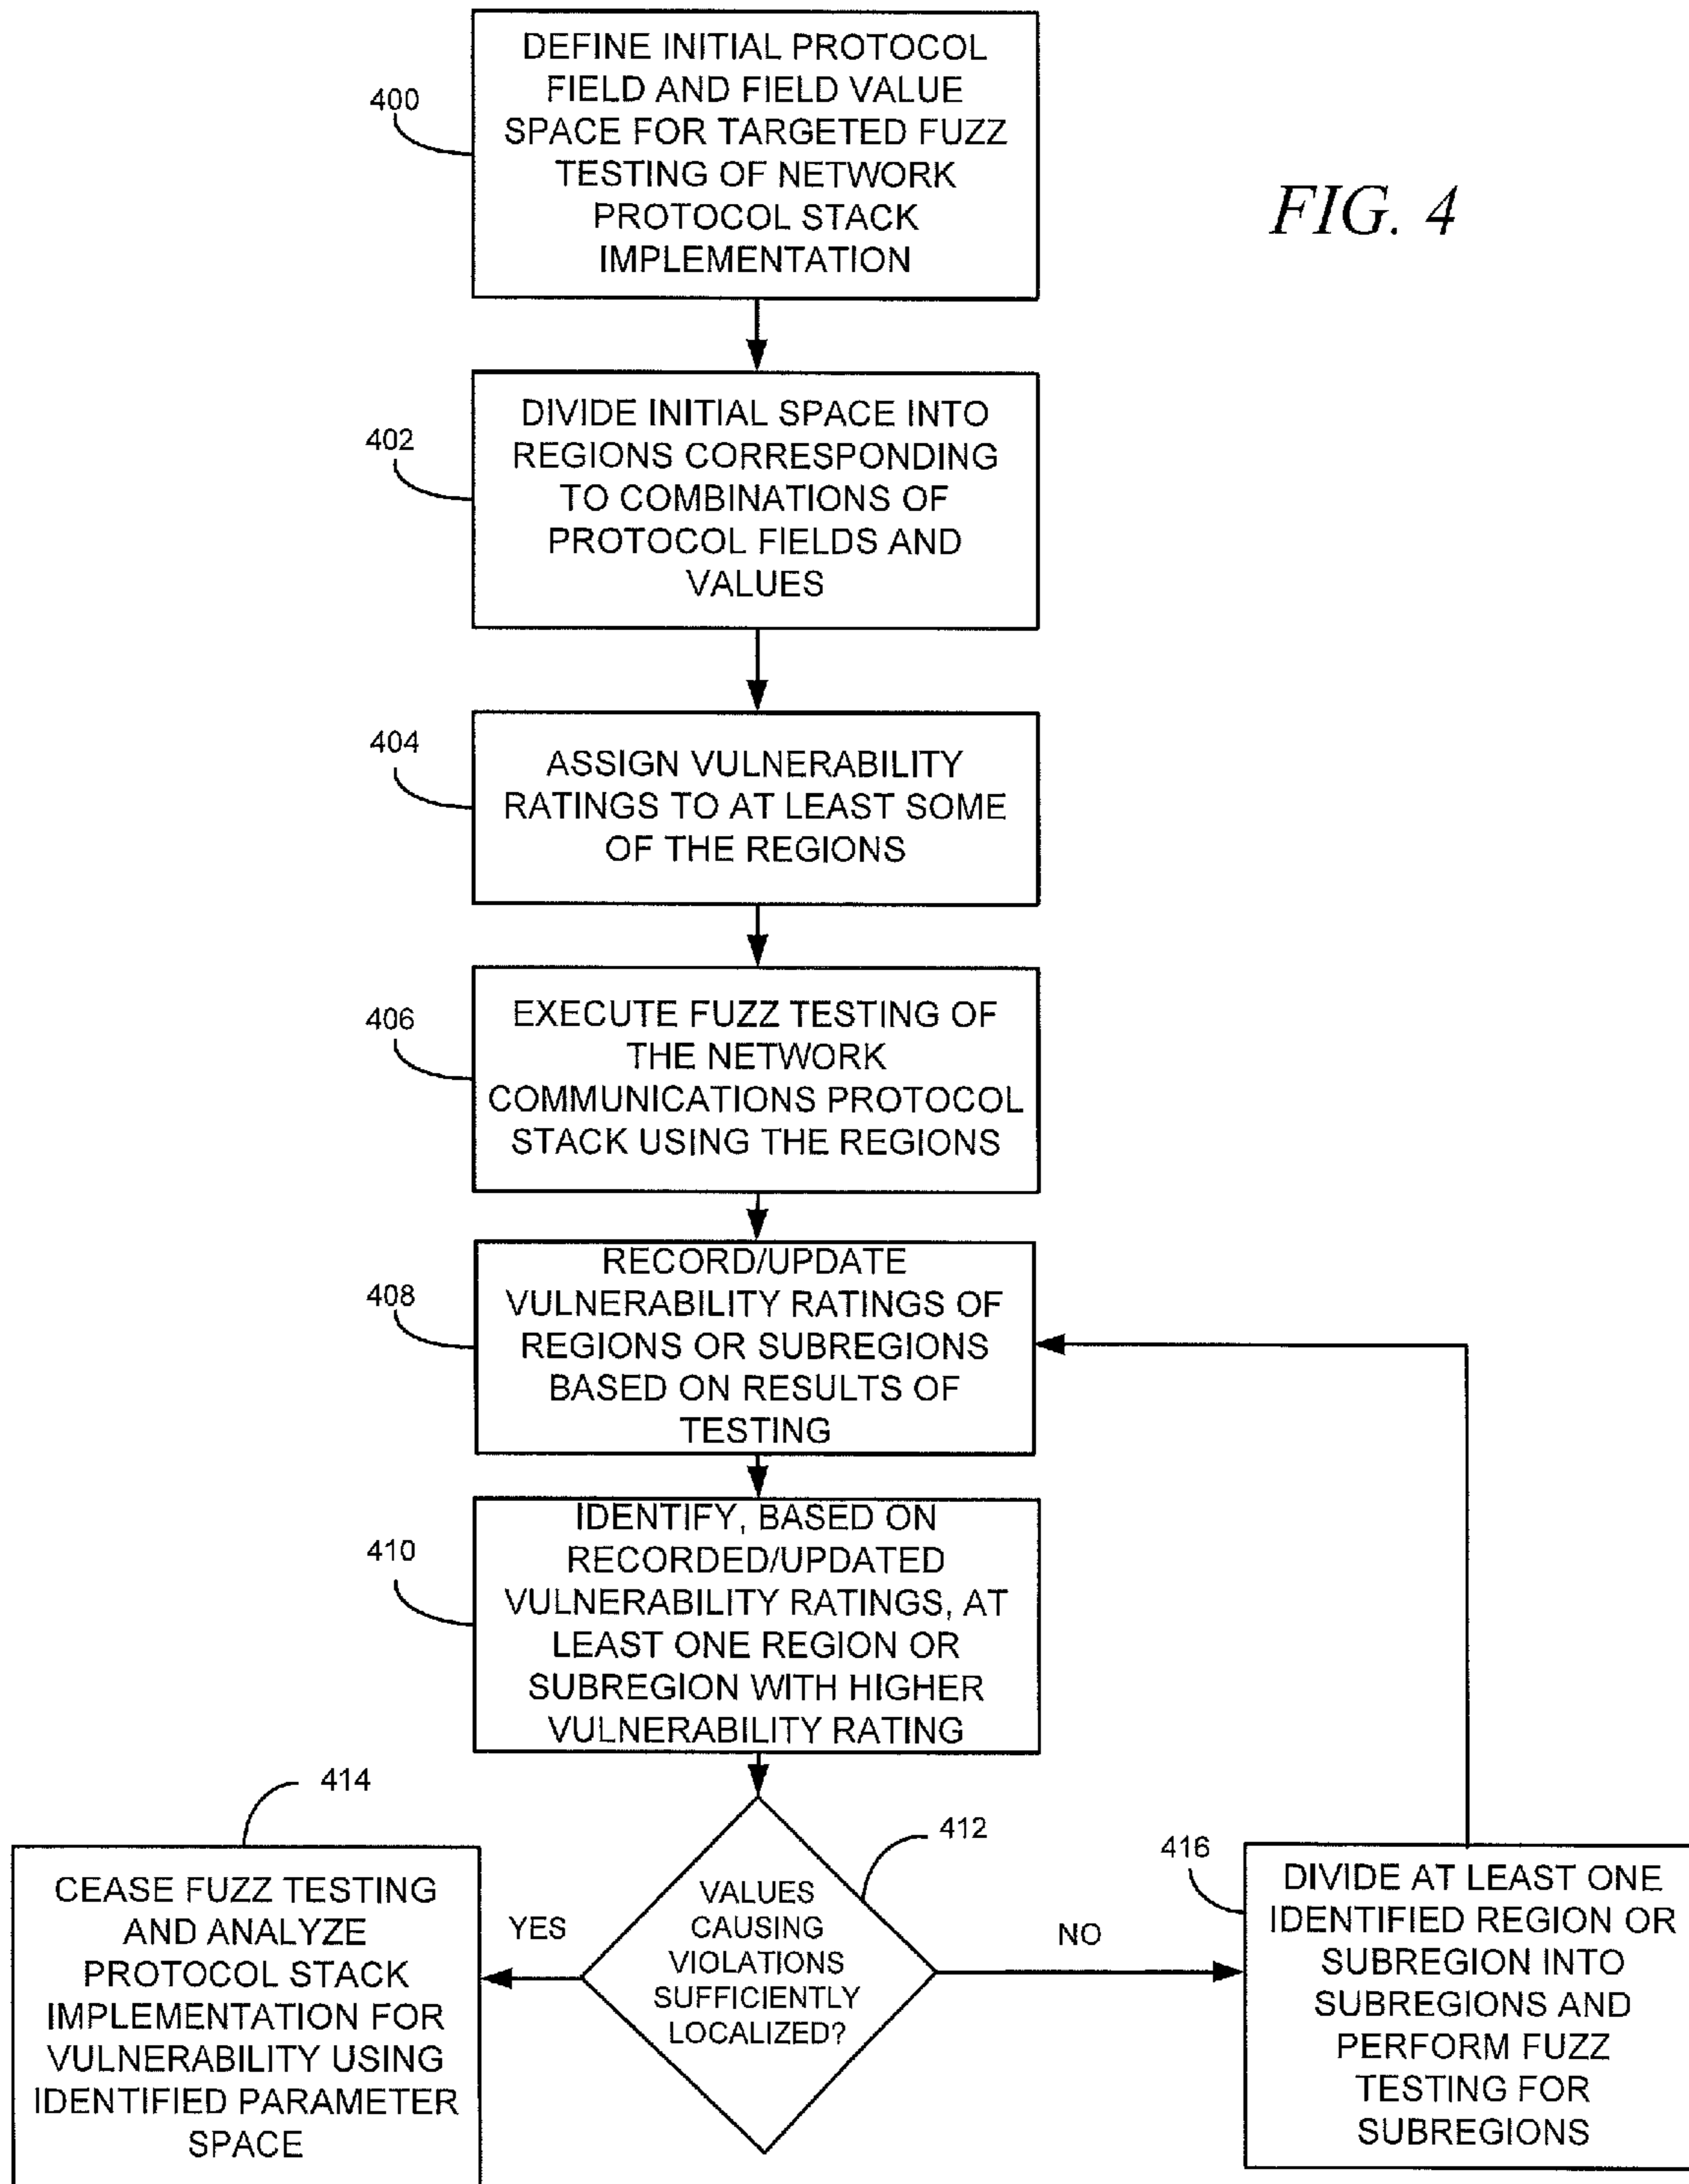 400
DEFINE INITIAL PROTOCOL
FIELD AND FIELD VALUE
SPACE FOR TARGETED FUZZ
TESTING OF NETWORK
PROTOCOL STACK
IMPLEMENTATION
FIG. 4
402
DIVIDE INITIAL SPACE INTO
REGIONS CORRESPONDING
TO COMBINATIONS OF
PROTOCOL FIELDS AND
VALUES
404
ASSIGN VULNERABILITY
RATINGS TO AT LEAST SOME
OF THE REGIONS
406
EXECUTE FUZZ TESTING OF
THE NETWORK
COMMUNICATIONS PROTOCOL
STACK USING THE REGIONS
408
RECORD/UPDATE
VULNERABILITY RATINGS OF
REGIONS OR SUBREGIONS
BASED ON RESULTS OF
TESTING
410
IDENTIFY, BASED ON
RECORDED/UPDATED
VULNERABILITY RATINGS, AT
LEAST ONE REGION OR
SUBREGION WITH HIGHER
VULNERABILITY RATING
414
CEASE FUZZ TESTING
AND ANALYZE
PROTOCOL STACK
IMPLEMENTATION FOR
VULNERABILITY USING
IDENTIFIED PARAMETER
SPACE
YES
412
VALUES
CAUSING
VIOLATIONS
SUFFICIENTLY
LOCALIZED?
NO
416
DIVIDE AT LEAST ONE
IDENTIFIED REGION OR
SUBREGION INTO
SUBREGIONS AND
PERFORM FUZZ
TESTING FOR
SUBREGIONS